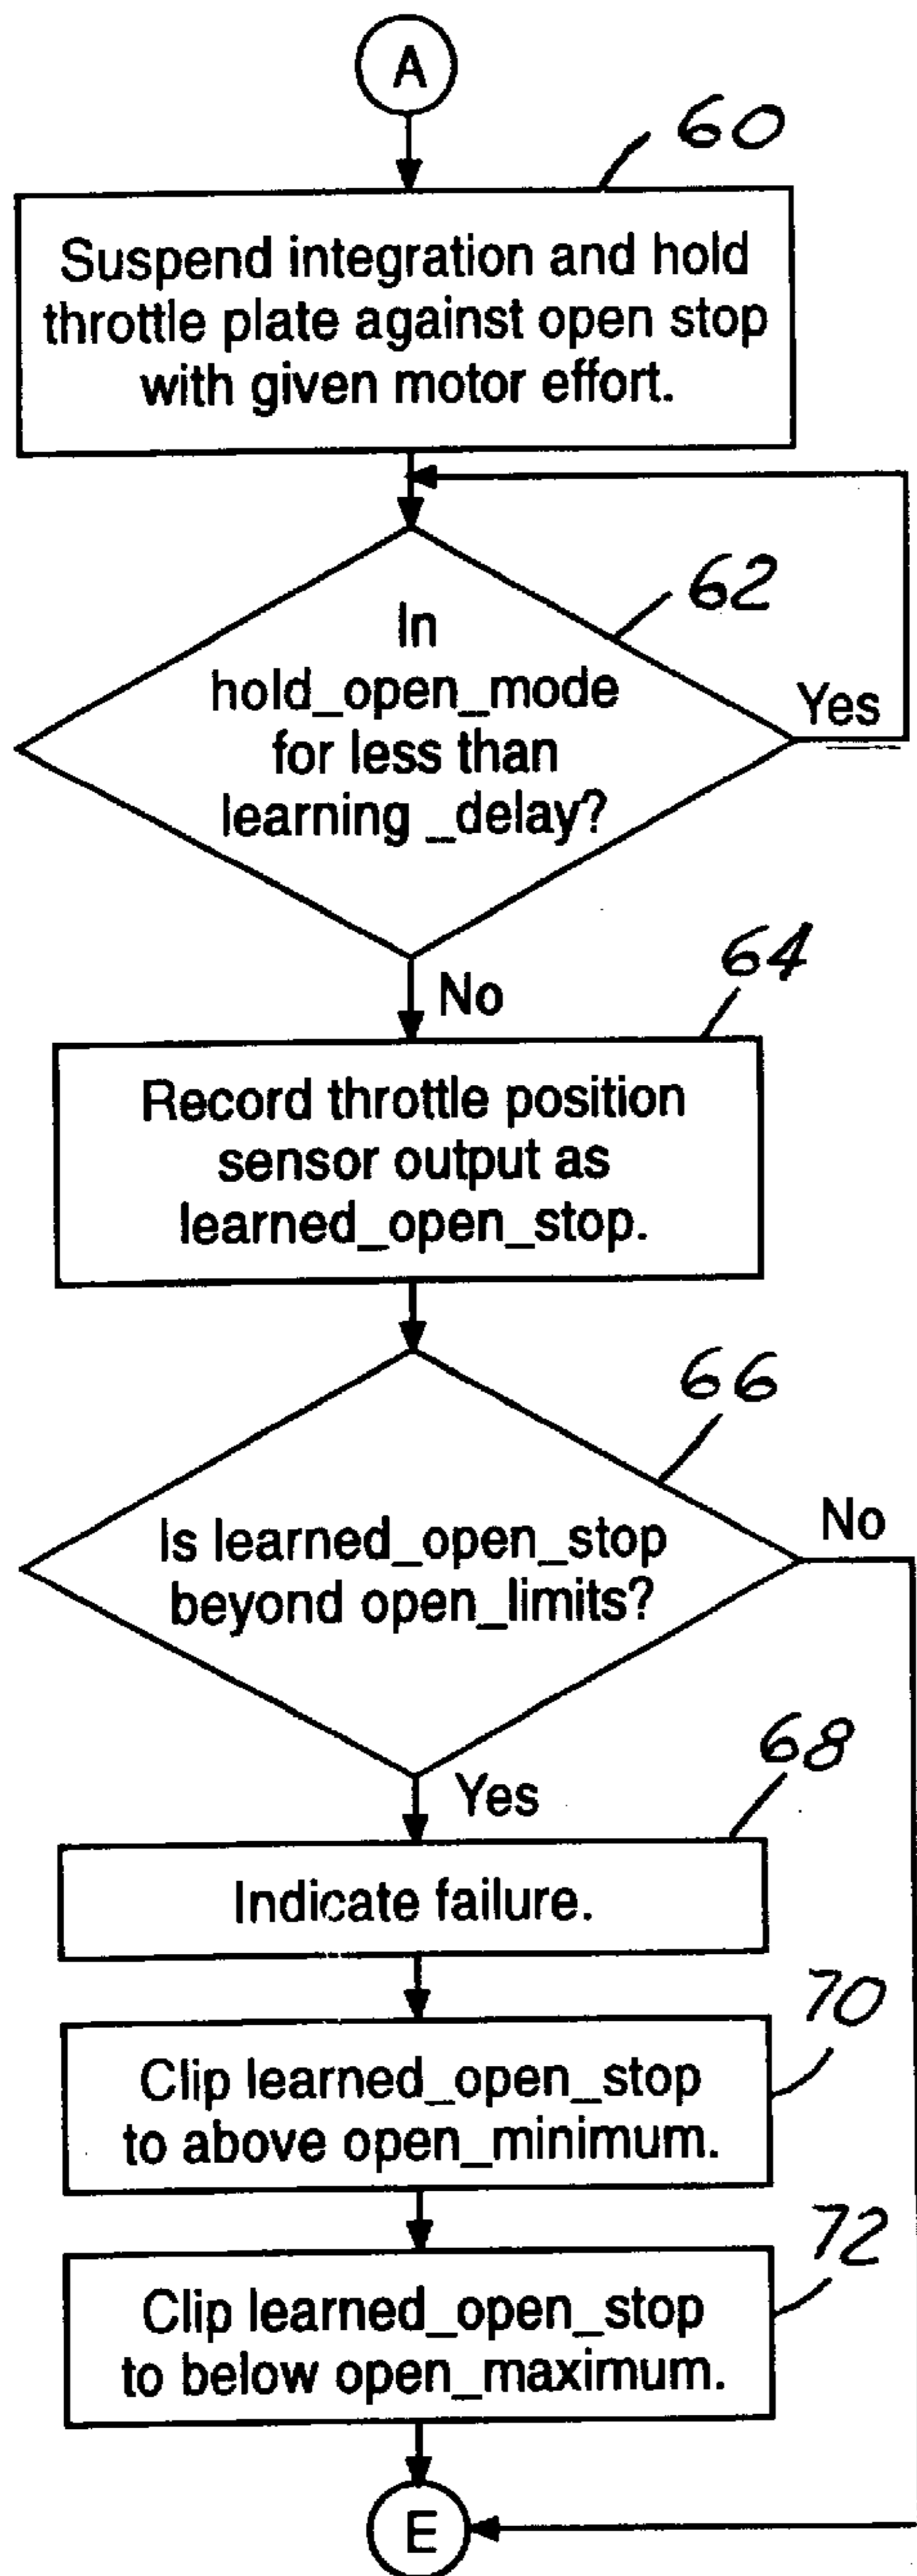 A
60
Suspend integration and hold
throttle plate against open stop
with given motor effort.
62
In
hold_open_mode
for less than
learning _delay?
Yes
No
64
Record throttle position
sensor output as
learned_open_stop.
66
Is learned_open_stop
beyond open_limits?
No
Yes
68
Indicate failure.
70
Clip learned_open_stop
to above open_minimum.
72
Clip learned_open_stop
to below open_maximum.
E